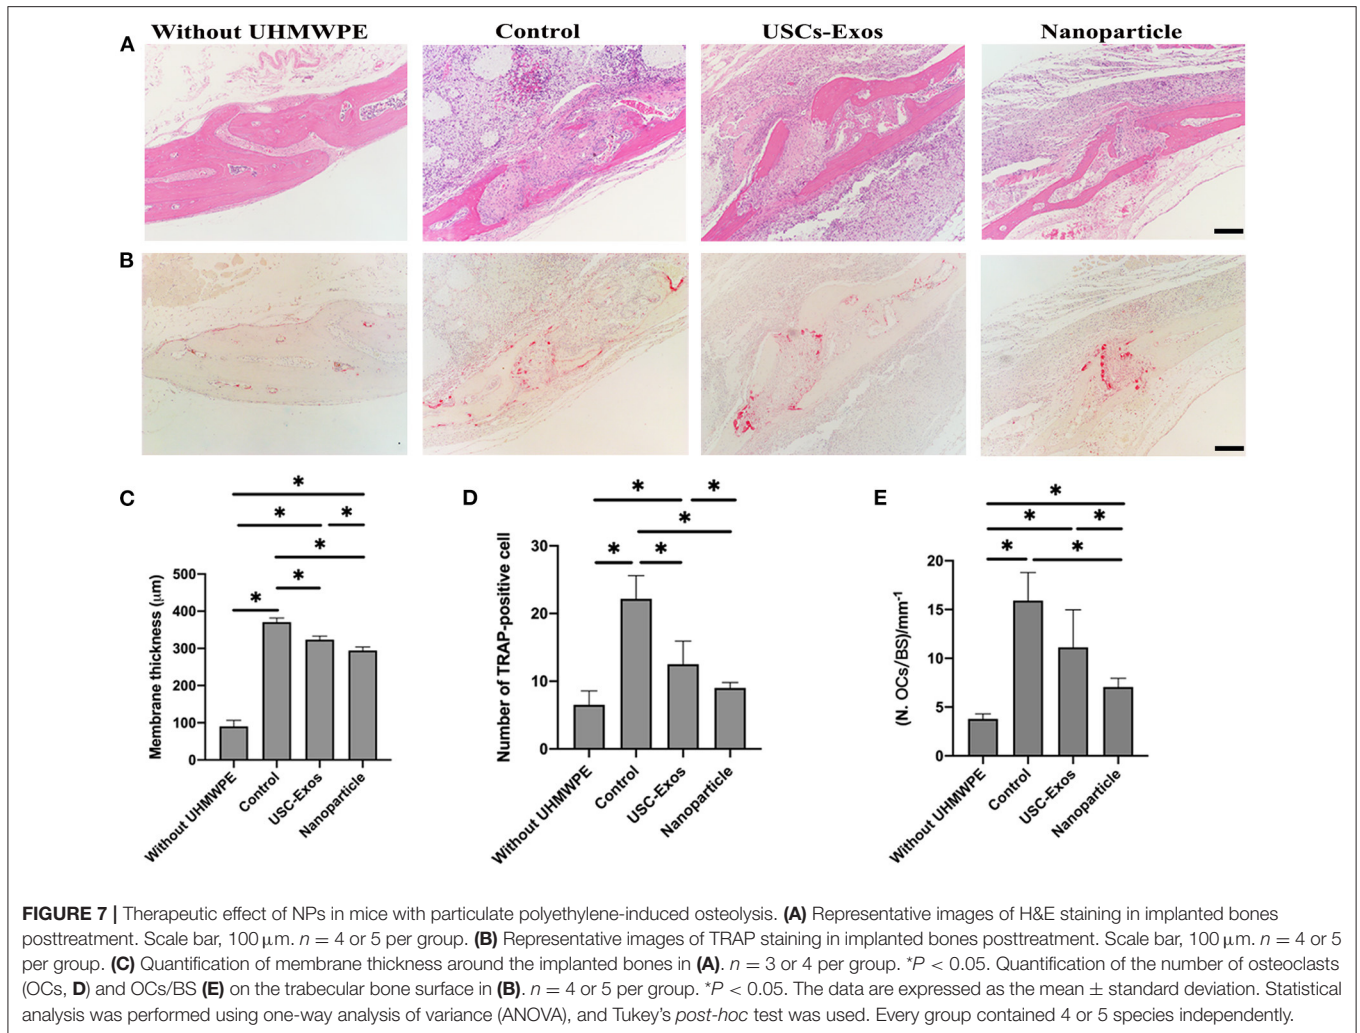 Without UHMWPE Control USCs-Exos Nanoparticle
A
B
C
*
*
*
*
*
*
Membrane thickness (μm)
500
400
300
200
100
0
Without UHMWPE
Control
USC-Exos
Nanoparticle
D
*
*
*
*
*
Number of TRAP-positive cell
30
20
10
0
Without UHMWPE
Control
USC-Exos
Nanoparticle
E
*
*
*
*
*
(N. OCs/BS)/mm-1
20
15
10
5
0
Without UHMWPE
Control
USC-Exos
Nanoparticle
FIGURE 7 | Therapeutic effect of NPs in mice with particulate polyethylene-induced osteolysis. (A) Representative images of H&E staining in implanted bones
posttreatment. Scale bar, 100 μm. n = 4 or 5 per group. (B) Representative images of TRAP staining in implanted bones posttreatment. Scale bar, 100 μm. n = 4 or 5
per group. (C) Quantification of membrane thickness around the implanted bones in (A). n = 3 or 4 per group. *P < 0.05. Quantification of the number of osteoclasts
(OCs, D) and OCs/BS (E) on the trabecular bone surface in (B). n = 4 or 5 per group. *P < 0.05. The data are expressed as the mean ± standard deviation. Statistical
analysis was performed using one-way analysis of variance (ANOVA), and Tukey's post-hoc test was used. Every group contained 4 or 5 species independently.